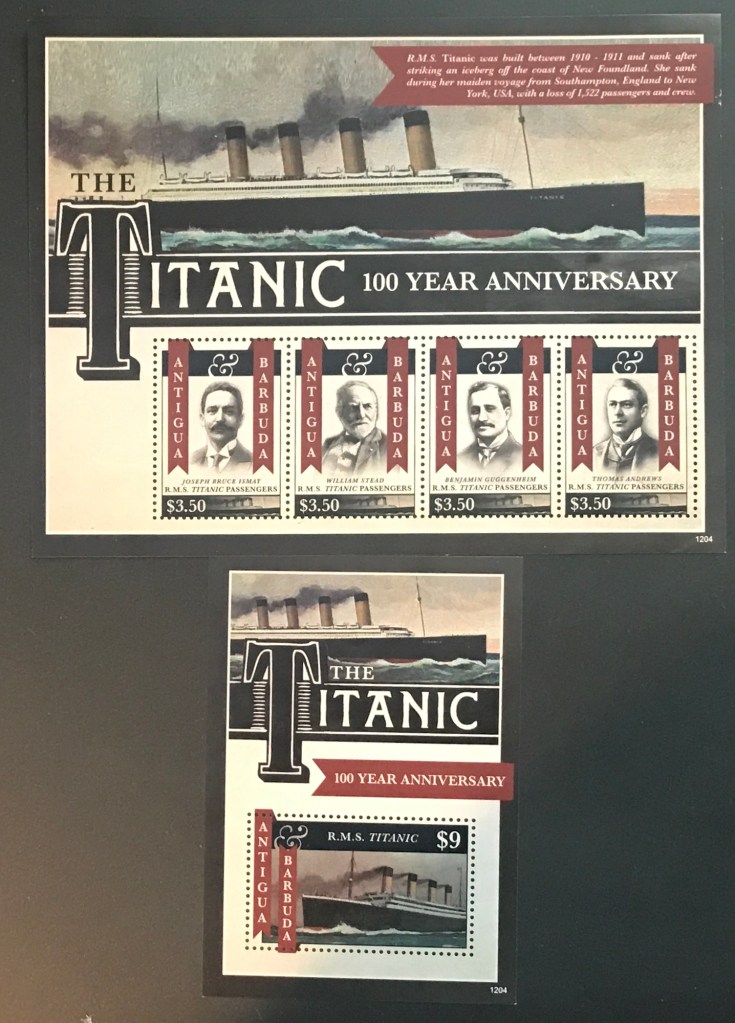 R.M.S. Titanic was built between 1910 - 1911 and sank after
striking an iceberg off the coast of New Foundland. She sank
during her maiden voyage from Southampton, England to New
York, USA, with a loss of 1,522 passengers and crew.
TITANIC
THE
TITANIC 100 YEAR ANNIVERSARY
ANTIGUA & BARBUDA
JOSEPH BRUCE ISMAY
R.M.S. TITANIC PASSENGERS
$3.50
ANTIGUA & BARBUDA
WILLIAM STEAD
R.M.S. TITANIC PASSENGERS
$3.50
ANTIGUA & BARBUDA
BENJAMIN GUGGENHEIM
R.M.S. TITANIC PASSENGERS
$3.50
ANTIGUA & BARBUDA
THOMAS ANDREWS
R.M.S. TITANIC PASSENGERS
$3.50
1204
THE
TITANIC
100 YEAR ANNIVERSARY
ANTIGUA & BARBUDA
R.M.S. TITANIC $9
1204